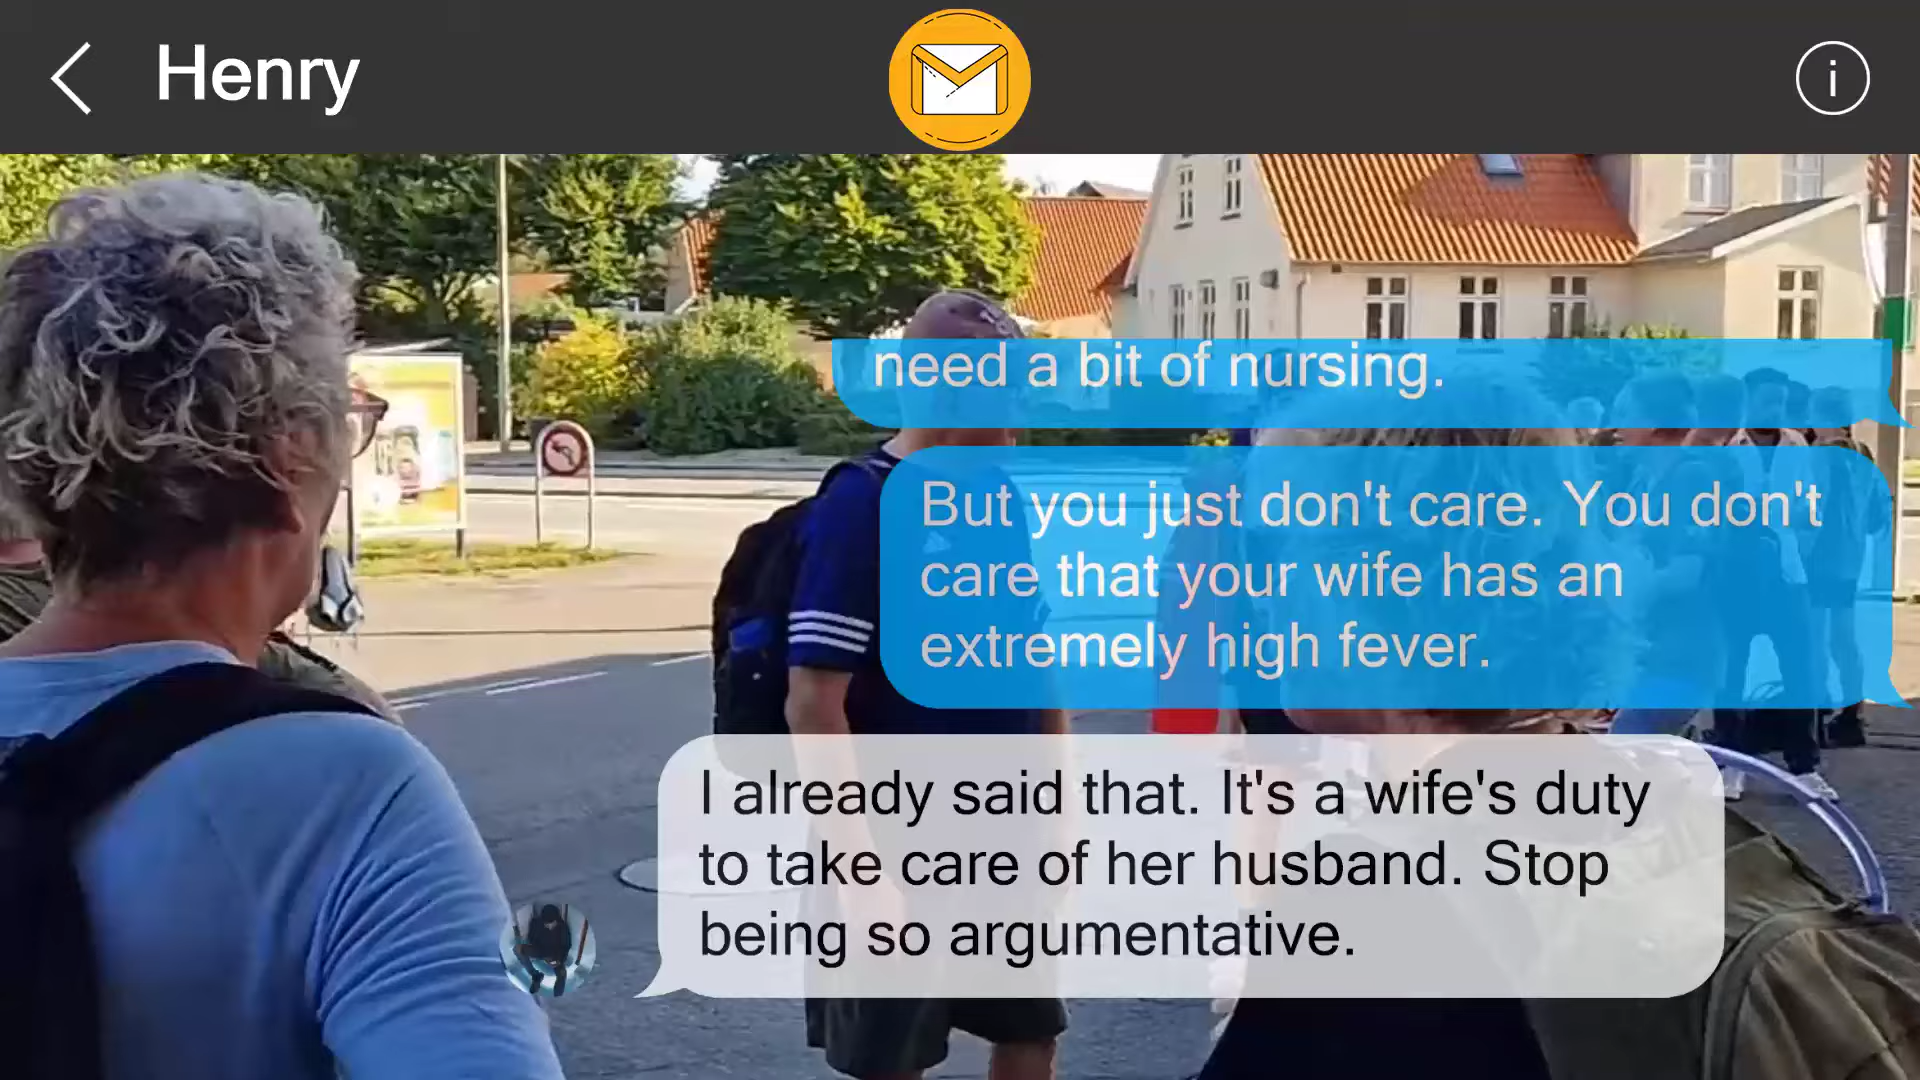 Henry
need a bit of nursing.
But you just don't care. You don't
care that your wife has an
extremely high fever.
I already said that. It's a wife's duty
to take care of her husband. Stop
being so argumentative.